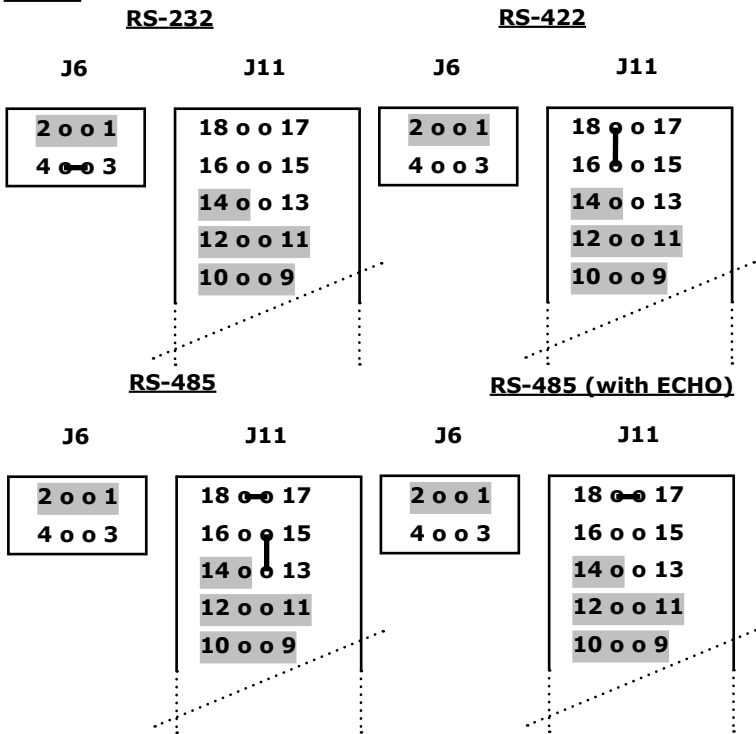 RS-232
RS-422
J6 J11 J6 J11
2 o o 1 18 o o 17 2 o o 1 18 o o 17
4 o o 3 16 o o 15 4 o o 3 16 o o 15
14 o o 13 14 o o 13
12 o o 11 12 o o 11
10 o o 9 10 o o 9
RS-485
RS-485 (with ECHO)
J6 J11 J6 J11
2 o o 1 18 o o 17 2 o o 1 18 o o 17
4 o o 3 16 o o 15 4 o o 3 16 o o 15
14 o o 13 14 o o 13
12 o o 11 12 o o 11
10 o o 9 10 o o 9